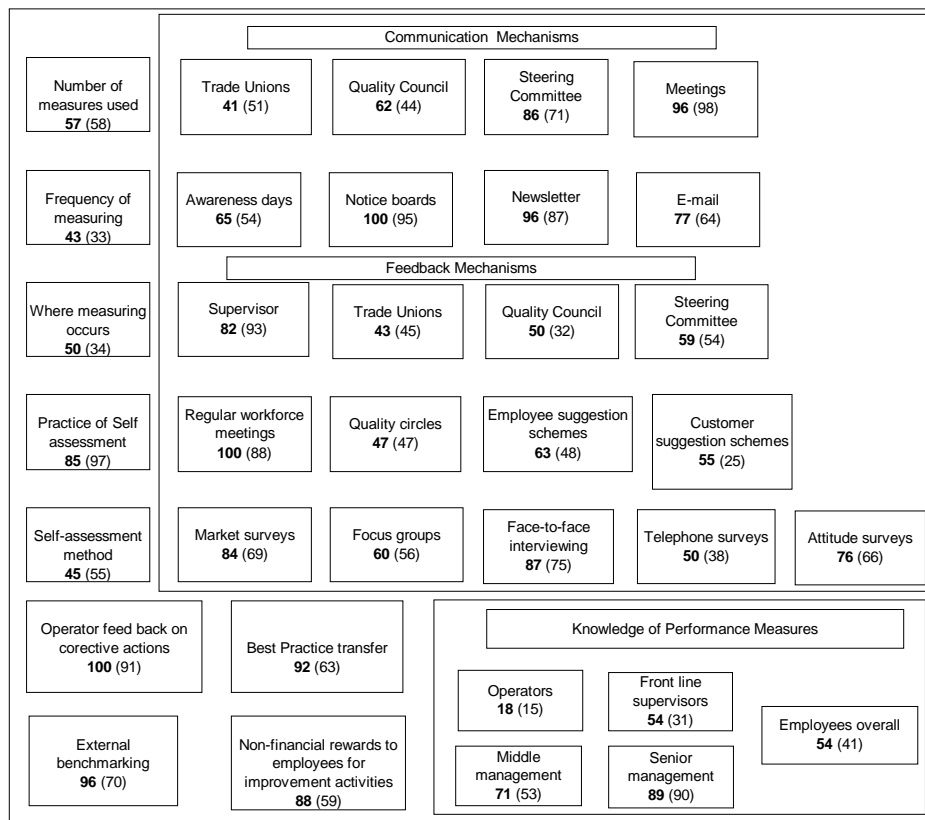 Communication Mechanisms
Number of
measures used
57 (58)
Trade Unions
41 (51)
Quality Council
62 (44)
Steering
Committee
86 (71)
Meetings
96 (98)
Frequency of
measuring
43 (33)
Awareness days
65 (54)
Notice boards
100 (95)
Newsletter
96 (87)
E-mail
77 (64)
Feedback Mechanisms
Where measuring
occurs
50 (34)
Supervisor
82 (93)
Trade Unions
43 (45)
Quality Council
50 (32)
Steering
Committee
59 (54)
Practice of Self
assessment
85 (97)
Regular workforce
meetings
100 (88)
Quality circles
47 (47)
Employee suggestion
schemes
63 (48)
Customer
suggestion schemes
55 (25)
Self-assessment
method
45 (55)
Market surveys
84 (69)
Focus groups
60 (56)
Face-to-face
interviewing
87 (75)
Telephone surveys
50 (38)
Attitude surveys
76 (66)
Operator feed back on
corective actions
100 (91)
Best Practice transfer
92 (63)
External
benchmarking
96 (70)
Non-financial rewards to
employees for
improvement activities
88 (59)
Knowledge of Performance Measures
Operators
18 (15)
Front line
supervisors
54 (31)
Employees overall
54 (41)
Middle
management
71 (53)
Senior
management
89 (90)